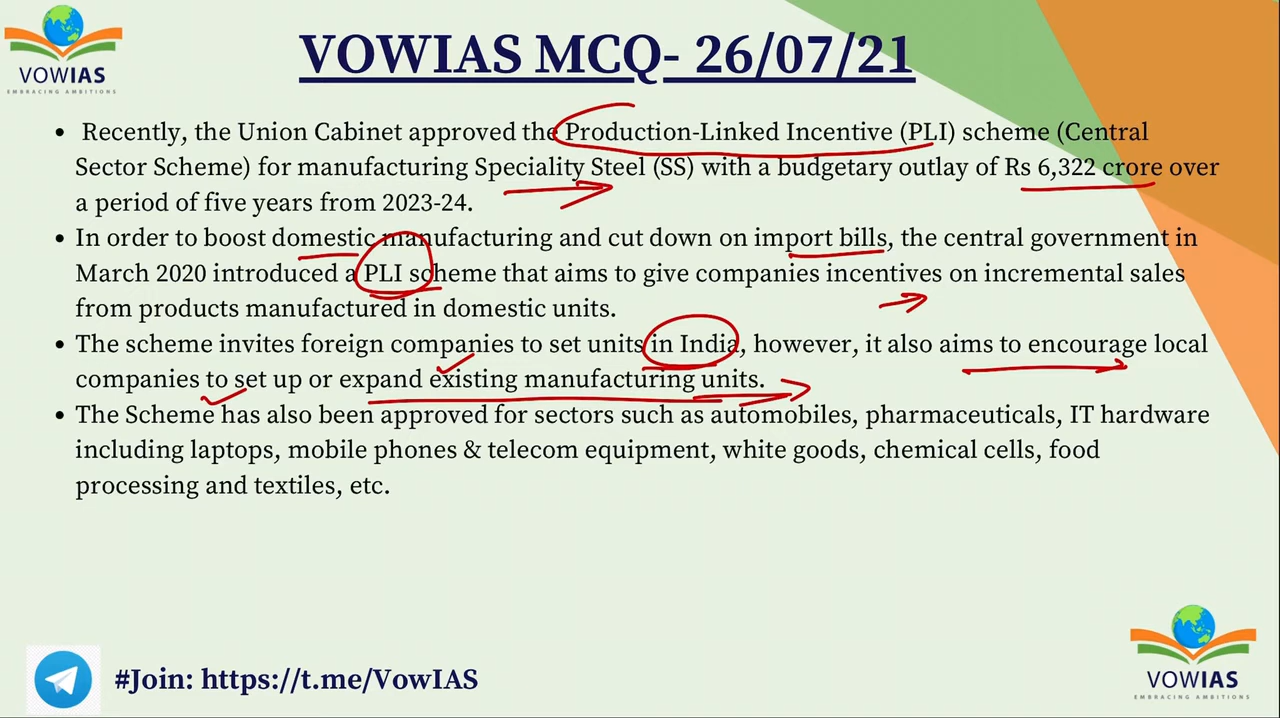 VOWIAS
EMBRACING AMBITIONS
VOWIAS MCQ- 26/07/21
• Recently, the Union Cabinet approved the Production-Linked Incentive (PLI) scheme (Central
Sector Scheme) for manufacturing Speciality Steel (SS) with a budgetary outlay of Rs 6,322 crore over
a period of five years from 2023-24.
• In order to boost domestic manufacturing and cut down on import bills, the central government in
March 2020 introduced a PLI scheme that aims to give companies incentives on incremental sales
from products manufactured in domestic units.
• The scheme invites foreign companies to set units in India, however, it also aims to encourage local
companies to set up or expand existing manufacturing units.
• The Scheme has also been approved for sectors such as automobiles, pharmaceuticals, IT hardware
including laptops, mobile phones & telecom equipment, white goods, chemical cells, food
processing and textiles, etc.
#Join: https://t.me/VowIAS
VOWIAS
EMBRACING AMBITIONS